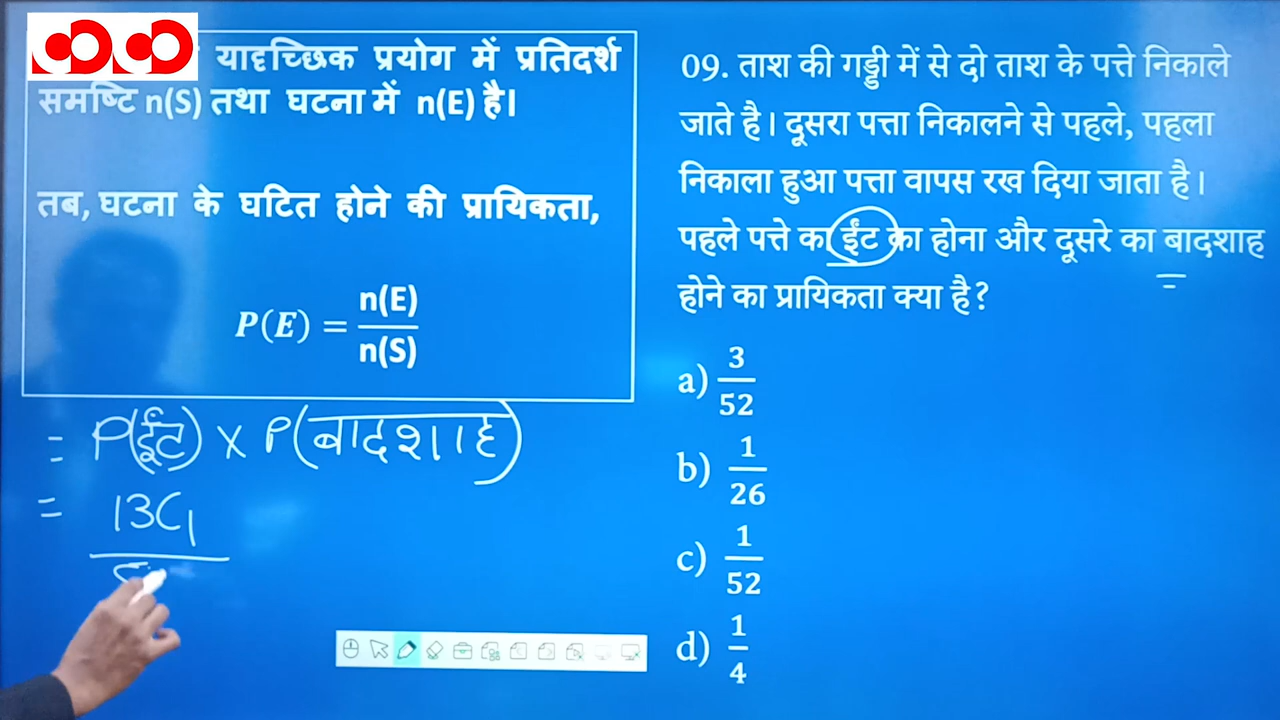 यादृच्छिक प्रयोग में प्रतिदर्श
समष्टि n(S) तथा घटना में n(E) है।
तब, घटना के घटित होने की प्रायिकता,
P(E) = n(E)/n(S)
= P(ईंट) x P(बादशाह)
= 13C1
09. ताश की गड्डी में से दो ताश के पत्ते निकाले
जाते है। दूसरा पत्ता निकालने से पहले, पहला
निकाला हुआ पत्ता वापस रख दिया जाता है।
पहले पत्ते का ईंट का होना और दूसरे का बादशाह
होने का प्रायिकता क्या है?
a) 3/52
b) 1/26
c) 1/52
d) 1/4